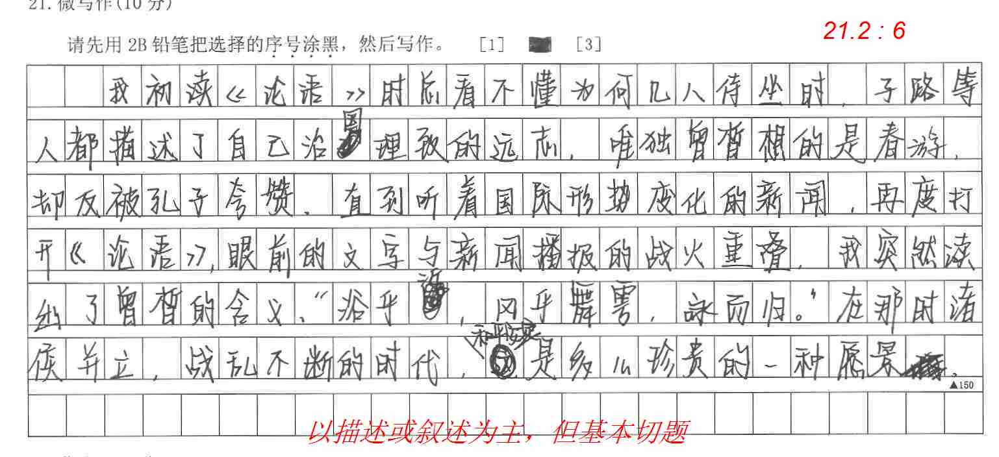 21. 微写作(10 分)
21.2 : 6
请先用 2B 铅笔把选择的序号涂黑，然后写作。 [1] [3]
我初读《论语》时总看不懂为何几人侍坐时，子路等
人都描述了自己治国理政的远志，唯独曾皙想的是春游，
却反被孔子夸赞。直到听着国际形势变化的新闻，再度打
开《论语》，眼前的文字与新闻播报的战火重叠，我突然读
出了曾皙的含义、“浴乎沂，风乎舞雩，詠而归。”在那时诸
侯并立，战乱不断的时代，和平安宁是多么珍贵的一种愿景。
▲150
以描述或叙述为主，但基本切题